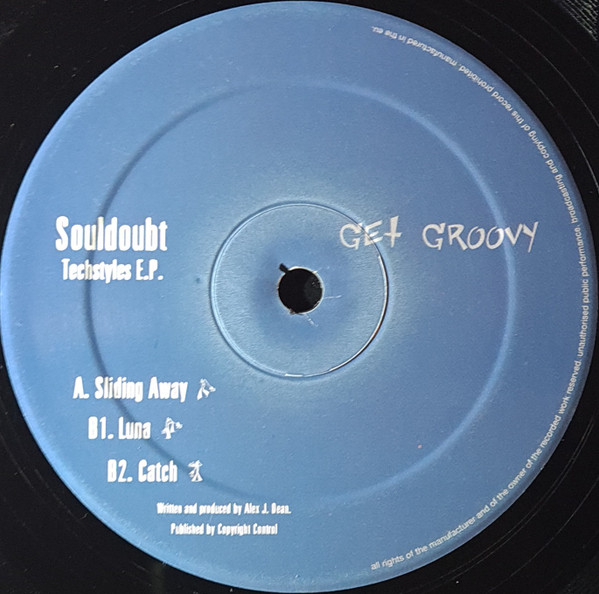 Souldoubt
Techstyles E.P.
GET GROOVY
A. Sliding Away
B1. Luna
B2. Catch
Written and produced by Alex J. Dean.
Published by Copyright Control
all rights of the manufacturer and of the owner of the recorded work reserved. unauthorised public performance, broadcasting and copying of this record prohibited. manufactured in the eu.